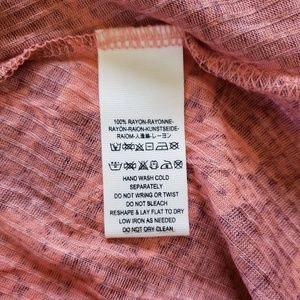 100% RAYON-RAYONNE-
RAYÓN-RAION-KUNSTSEIDE-
RAIOM-人造絲-レーヨン
HAND WASH COLD
SEPARATELY
DO NOT WRING OR TWIST
DO NOT BLEACH
RESHAPE & LAY FLAT TO DRY
LOW IRON AS NEEDED
DO NOT DRY CLEAN